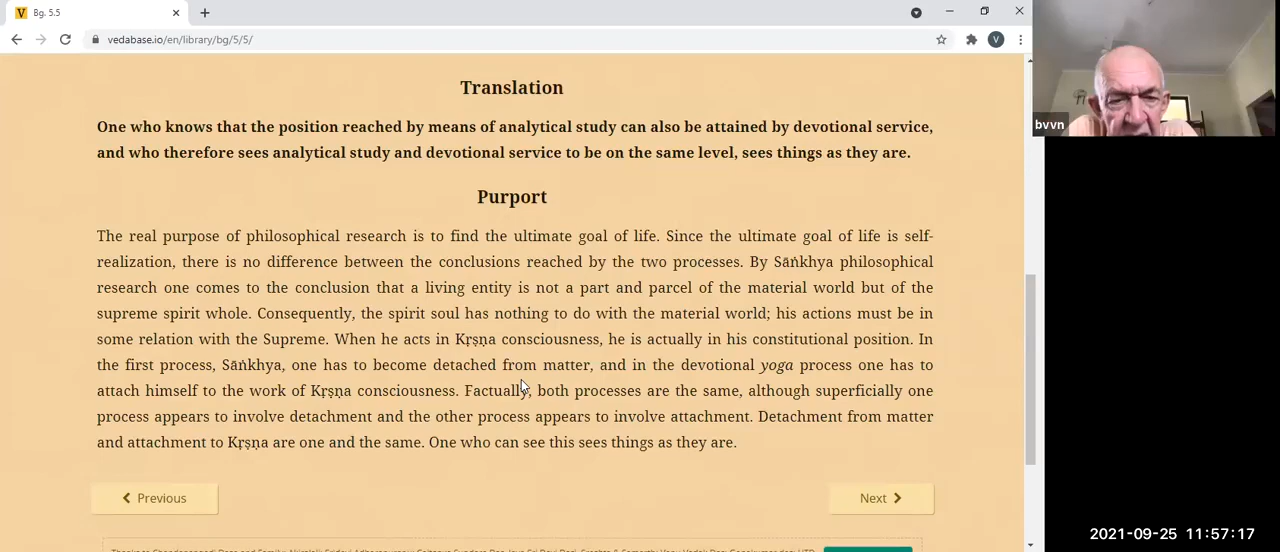 Bg. 5.5
vedabase.io/en/library/bg/5/5/
V
bvvn
Translation
One who knows that the position reached by means of analytical study can also be attained by devotional service,
and who therefore sees analytical study and devotional service to be on the same level, sees things as they are.
Purport
The real purpose of philosophical research is to find the ultimate goal of life. Since the ultimate goal of life is self-
realization, there is no difference between the conclusions reached by the two processes. By Sāṅkhya philosophical
research one comes to the conclusion that a living entity is not a part and parcel of the material world but of the
supreme spirit whole. Consequently, the spirit soul has nothing to do with the material world; his actions must be in
some relation with the Supreme. When he acts in Kṛṣṇa consciousness, he is actually in his constitutional position. In
the first process, Sāṅkhya, one has to become detached from matter, and in the devotional yoga process one has to
attach himself to the work of Kṛṣṇa consciousness. Factually, both processes are the same, although superficially one
process appears to involve detachment and the other process appears to involve attachment. Detachment from matter
and attachment to Kṛṣṇa are one and the same. One who can see this sees things as they are.
Previous
Next
2021-09-25 11:57:17